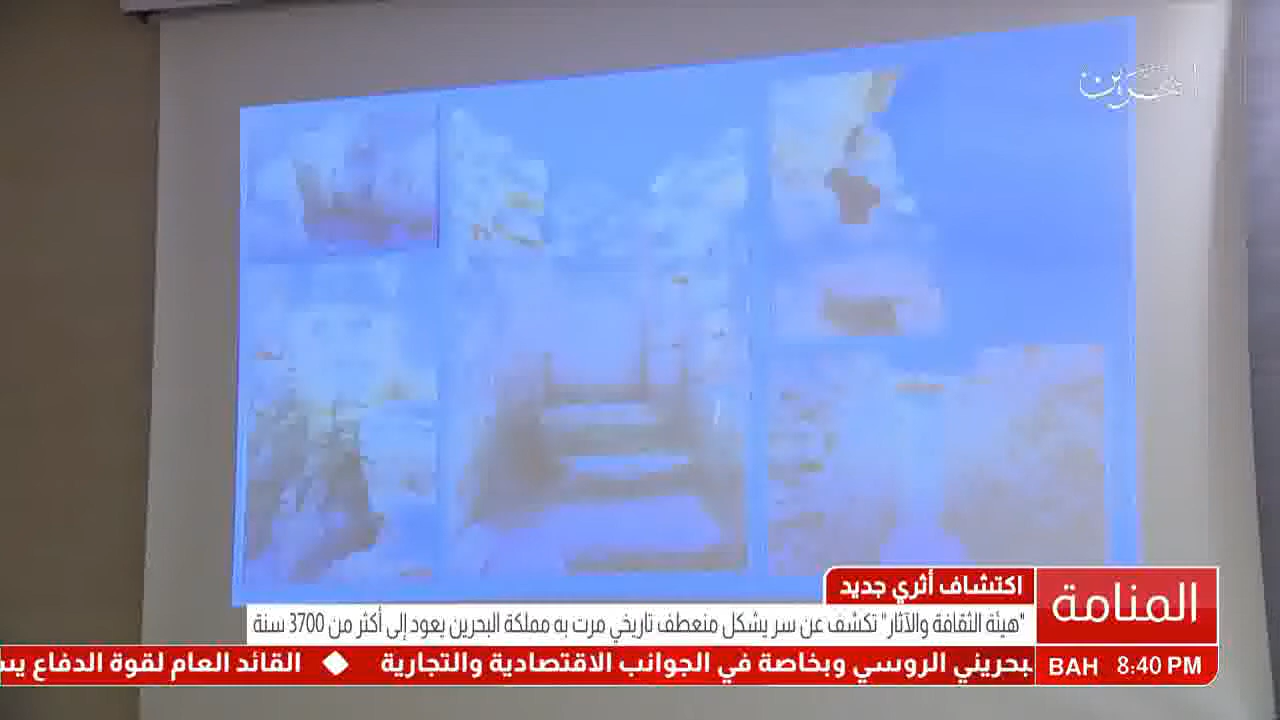 البحرين
اكتشاف أثري جديد
المنامة
"هيئة الثقافة والآثار" تكشف عن سر يشكل منعطف تاريخي مرت به مملكة البحرين يعود إلى أكثر من 3700 سنة
BAH 8:40 PM
لبحريني الروسي وبخاصة في الجوانب الاقتصادية والتجارية ◆ القائد العام لقوة الدفاع يس